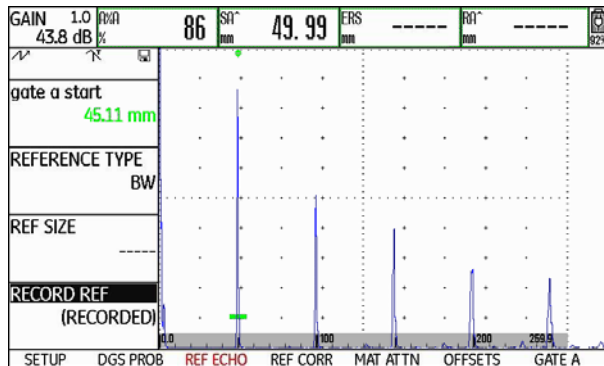 GAIN 1.0 A%A 86 SA^ 49.99 ERS ----- RA^ -----
43.8 dB % mm mm mm 92%
gate a start
45.11 mm
REFERENCE TYPE
BW
REF SIZE
-----
RECORD REF
(RECORDED)
0.0 100 200 259.9
SETUP DGS PROB REF ECHO REF CORR MAT ATTN OFFSETS GATE A